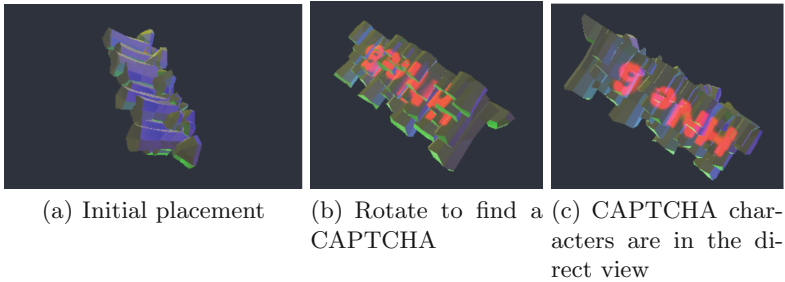 (a) Initial placement
(b) Rotate to find a
CAPTCHA
(c) CAPTCHA char-
acters are in the di-
rect view